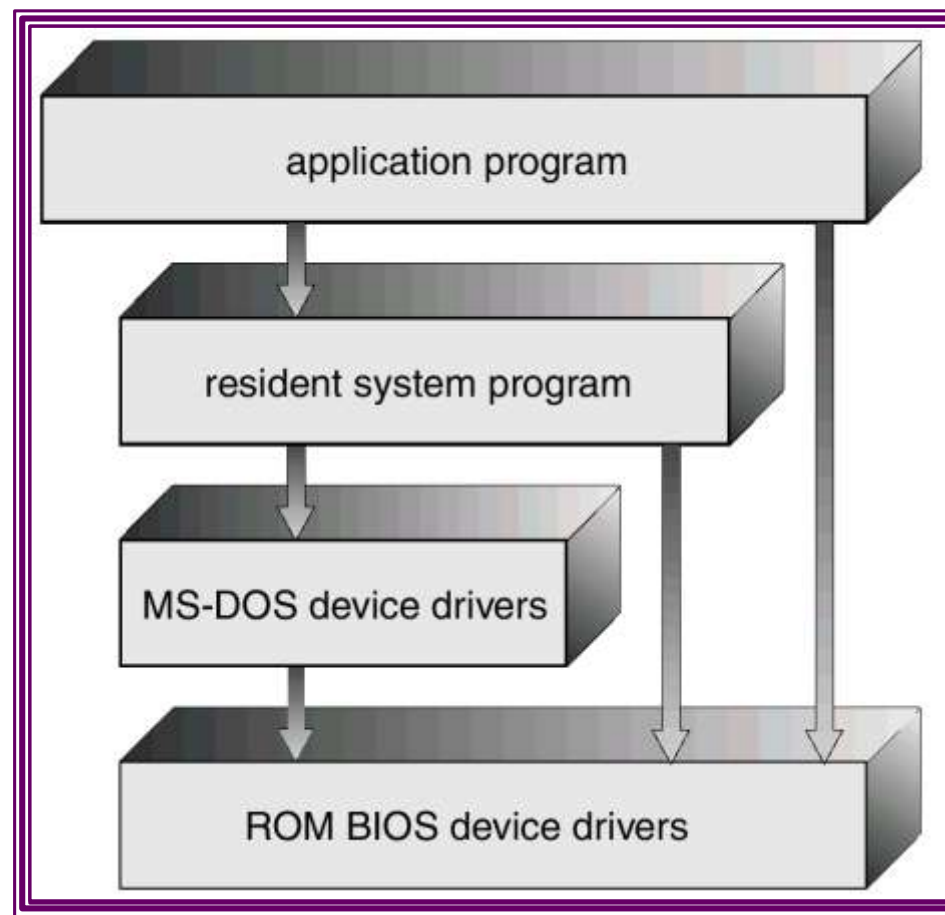 application program
resident system program
MS-DOS device drivers
ROM BIOS device drivers